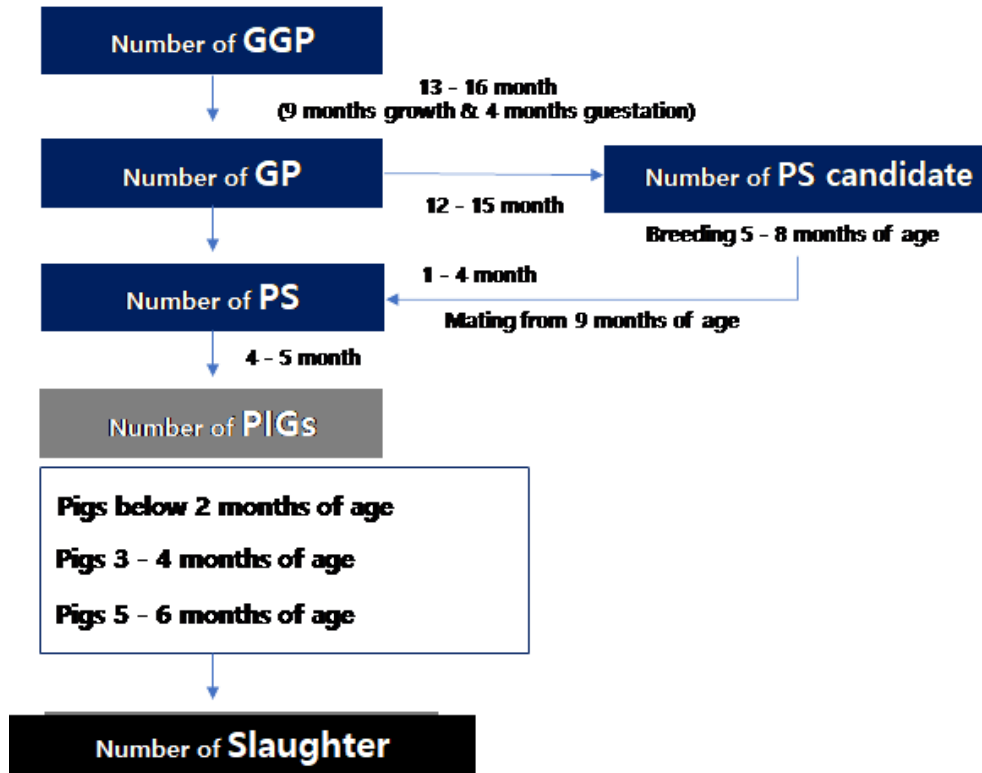 Number of GGP
13 - 16 month
(9 months growth & 4 months guestation)
Number of GP
Number of PS candidate
12 - 15 month
Breeding 5 - 8 months of age
1 - 4 month
Number of PS
Mating from 9 months of age
4 - 5 month
Number of PIGs
Pigs below 2 months of age
Pigs 3 - 4 months of age
Pigs 5 - 6 months of age
Number of Slaughter